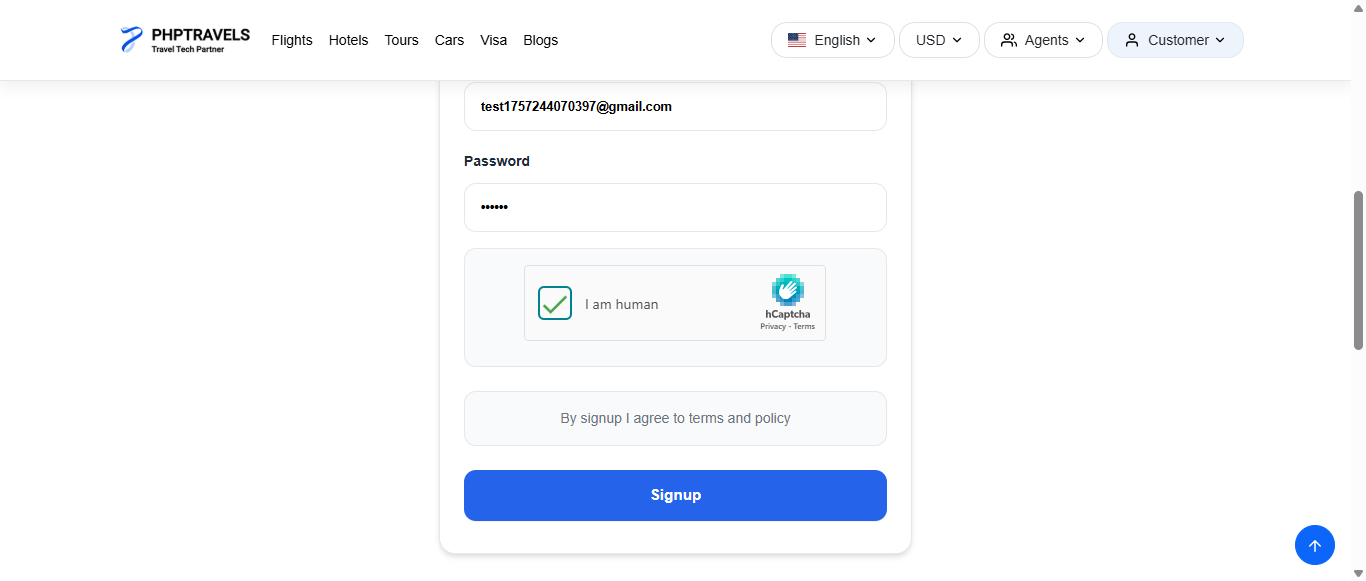 PHPTRAVELS
Travel Tech Partner
Flights Hotels Tours Cars Visa Blogs
English USD Agents Customer
test1757244070397@gmail.com
Password
••••••
I am human
hCaptcha
Privacy - Terms
By signup I agree to terms and policy
Signup